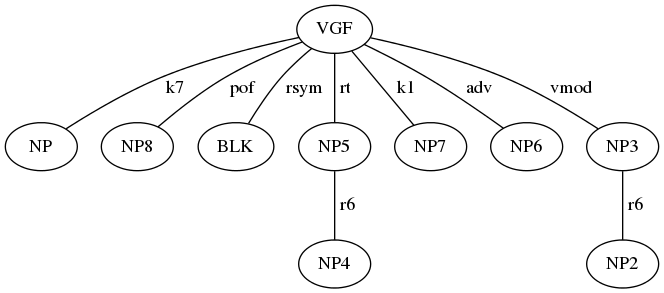 VGF
k7 pof rsym rt k1 adv vmod
NP NP8 BLK NP5 NP7 NP6 NP3
r6 r6
NP4 NP2